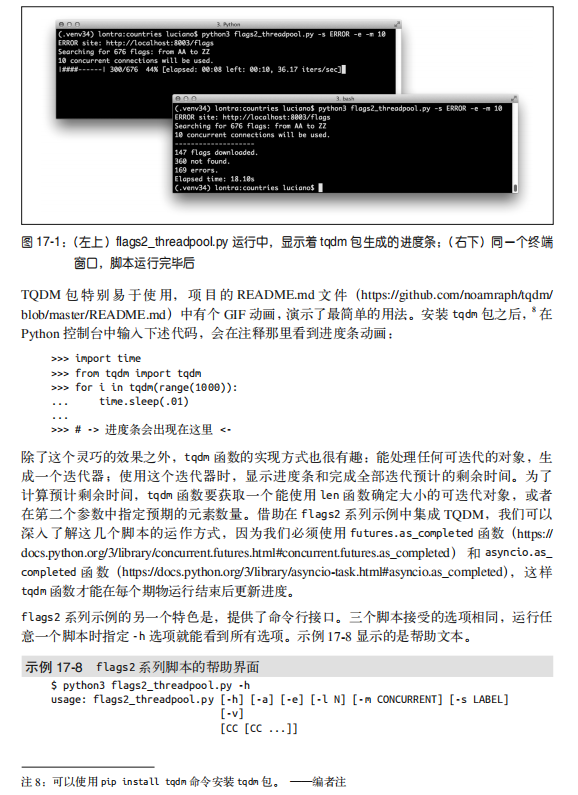 3. Python
(.venv34) lontra:countries luciano$ python3 flags2_threadpool.py -s ERROR -e -m 10
ERROR site: http://localhost:8003/flags
Searching for 676 flags: from AA to ZZ
10 concurrent connections will be used.
|####------| 300/676  44% [elapsed: 00:08 left: 00:10, 36.17 iters/sec]
3. bash
(.venv34) lontra:countries luciano$ python3 flags2_threadpool.py -s ERROR -e -m 10
ERROR site: http://localhost:8003/flags
Searching for 676 flags: from AA to ZZ
10 concurrent connections will be used.
--------------------
147 flags downloaded.
360 not found.
169 errors.
Elapsed time: 18.10s
(.venv34) lontra:countries luciano$
图 17-1：（左上）flags2_threadpool.py 运行中，显示着 tqdm 包生成的进度条；（右下）同一个终端
窗口，脚本运行完毕后
TQDM 包特别易于使用，项目的 README.md 文件（https://github.com/noamraph/tqdm/
blob/master/README.md）中有个 GIF 动画，演示了最简单的用法。安装 tqdm 包之后，8 在
Python 控制台中输入下述代码，会在注释那里看到进度条动画：
>>> import time
>>> from tqdm import tqdm
>>> for i in tqdm(range(1000)):
...     time.sleep(.01)
...
>>> # -> 进度条会出现在这里 <-
除了这个灵巧的效果之外，tqdm 函数的实现方式也很有趣：能处理任何可迭代的对象，生
成一个迭代器；使用这个迭代器时，显示进度条和完成全部迭代预计的剩余时间。为了
计算预计剩余时间，tqdm 函数要获取一个能使用 len 函数确定大小的可迭代对象，或者
在第二个参数中指定预期的元素数量。借助在 flags2 系列示例中集成 TQDM，我们可以
深入了解这几个脚本的运作方式，因为我们必须使用 futures.as_completed 函数（https://
docs.python.org/3/library/concurrent.futures.html#concurrent.futures.as_completed） 和 asyncio.as_
completed 函数（https://docs.python.org/3/library/asyncio-task.html#asyncio.as_completed），这样
tqdm 函数才能在每个期物运行结束后更新进度。
flags2 系列示例的另一个特色是，提供了命令行接口。三个脚本接受的选项相同，运行任
意一个脚本时指定 -h 选项就能看到所有选项。示例 17-8 显示的是帮助文本。
示例 17-8 flags2 系列脚本的帮助界面
$ python3 flags2_threadpool.py -h
usage: flags2_threadpool.py [-h] [-a] [-e] [-l N] [-m CONCURRENT] [-s LABEL]
[-v]
[CC [CC ...]]
注 8：可以使用 pip install tqdm 命令安装 tqdm 包。 ——编者注